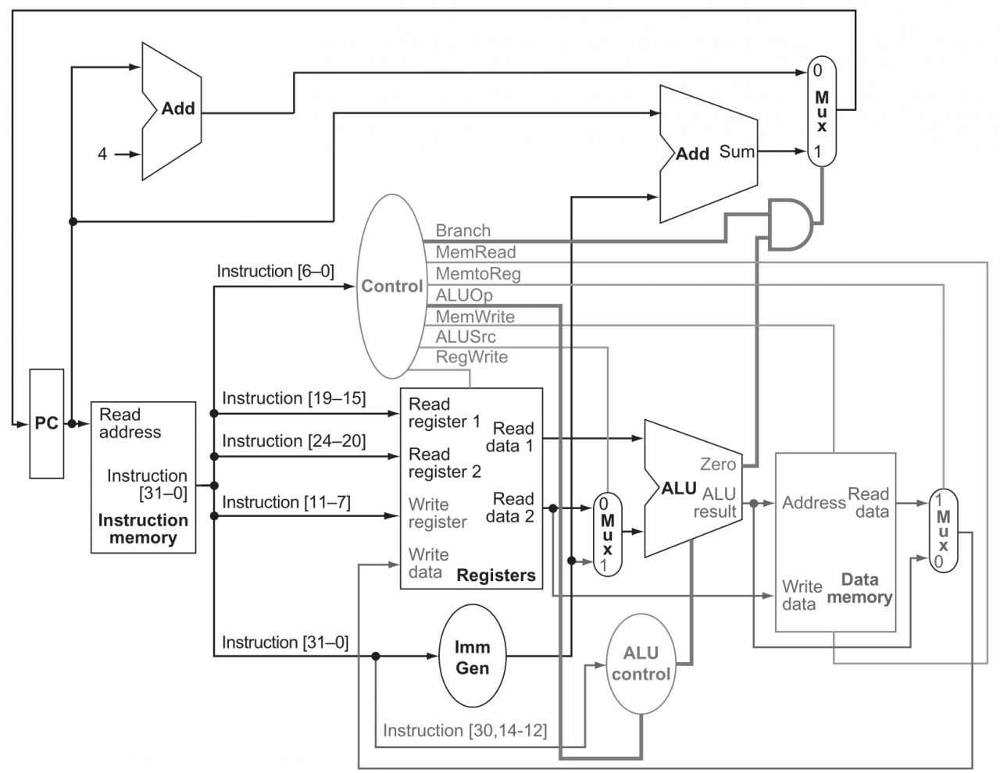 0
M
u
x
1
Add
4
Add Sum
Branch
MemRead
MemtoReg
ALUOp
MemWrite
ALUSrc
RegWrite
Control
Instruction [6–0]
PC
Read
address
Instruction
[31–0]
Instruction
memory
Instruction [19–15]
Instruction [24–20]
Instruction [11–7]
Instruction [31–0]
Read
register 1
Read
register 2
Write
register
Write
data
Read
data 1
Read
data 2
Registers
0
M
u
x
1
Zero
ALU
ALU
result
Address
Read
data
Write
data
Data
memory
1
M
u
x
0
Imm
Gen
ALU
control
Instruction [30,14-12]